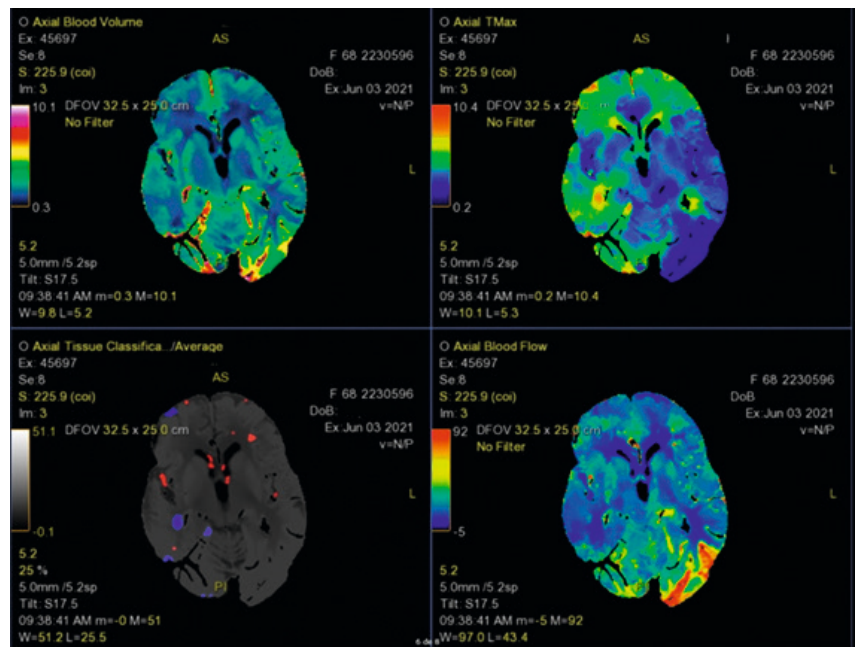 Axial Blood Volume
Ex: 45697
Se:8
S: 225.9 (coi)
Im: 3
DFOV 32.5 x 25.0 cm
No Filter
10.1
0.3
5.2
5.0mm /5.2sp
Tilt: S17.5
09:38:41 AM m=0.3 M=10.1
W=9.8 L=5.2
AS
F 68 2230596
DoB:
Ex:Jun 03 2021
v=N/P
L
Axial TMax
Ex: 45697
Se:8
S: 225.9 (coi)
Im: 3
DFOV 32.5 x 25.0 cm
10.4
0.2
5.2
5.0mm /5.2sp
Tilt: S17.5
09:38:41 AM m=0.2 M=10.4
W=10.1 L=5.3
AS
I
F 68 2230596
DoB:
Ex:Jun 03 2021
v=N/P
L
Axial Tissue Classifica.../Average
Ex: 45697
Se:8
S: 225.9 (coi)
Im: 3
DFOV 32.5 x 25.0 cm
51.1
-0.1
5.2
25 %
5.0mm /5.2sp
Tilt: S17.5
09:38:41 AM m=-0 M=51
W=51.2 L=25.5
AS
F 68 2230596
DoB:
Ex:Jun 03 2021
v=N/P
L
PI
Axial Blood Flow
Ex: 45697
Se:8
S: 225.9 (coi)
Im: 3
DFOV 32.5 x 25.0 cm
No Filter
92
-5
5.2
5.0mm /5.2sp
Tilt: S17.5
09:38:41 AM m=-5 M=92
W=97.0 L=43.4
F 68 2230596
DoB:
Ex:Jun 03 2021
v=N/P
L
6 de 8